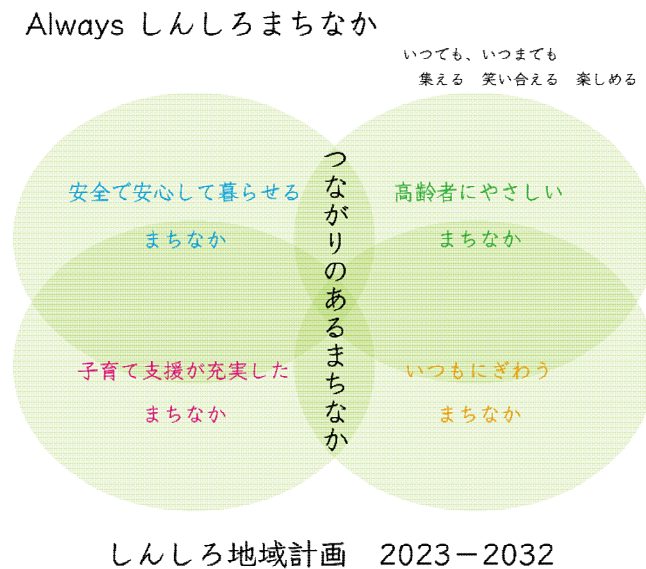 Always しんしろまちなか
いつても、いつまても
集える　笑い合える　楽しめる
安全で安心して暮らせる
まちなか
高齢者にやさしい
まちなか
つながりのあるまちなか
子育て支援が充実した
まちなか
いつもにぎわう
まちなか
しんしろ地域計画　2023－2032